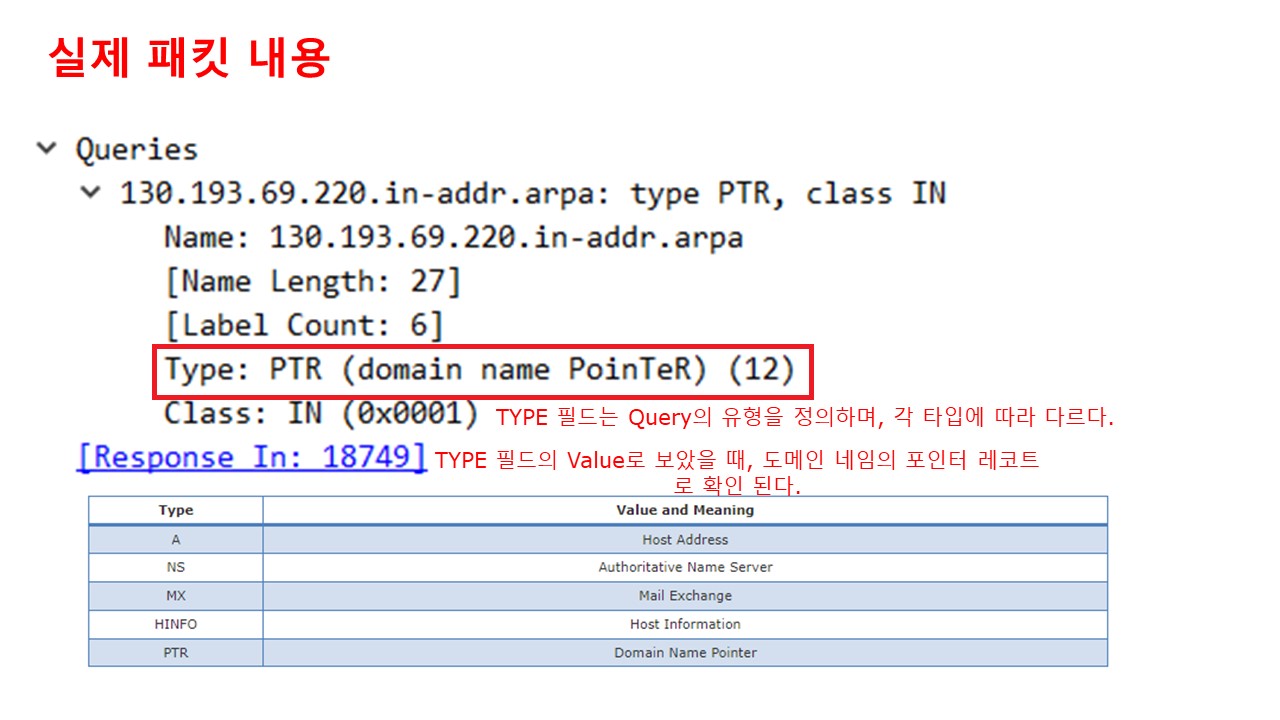 실제 패킷 내용
Queries
130.193.69.220.in-addr.arpa: type PTR, class IN
Name: 130.193.69.220.in-addr.arpa
[Name Length: 27]
[Label Count: 6]
Type: PTR (domain name PoinTeR) (12)
Class: IN (0x0001)
TYPE 필드는 Query의 유형을 정의하며, 각 타입에 따라 다르다.
[Response In: 18749]
TYPE 필드의 Value로 보았을 때, 도메인 네임의 포인터 레코트
로 확인 된다.
Type Value and Meaning
A Host Address
NS Authoritative Name Server
MX Mail Exchange
HINFO Host Information
PTR Domain Name Pointer